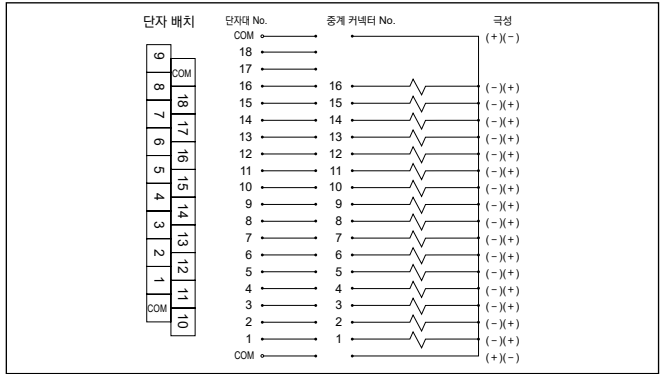 단자 배치 단자대 No. 중계 커넥터 No. 극성
9
8
7
6
5
4
3
2
1
COM
COM
18
17
16
15
14
13
12
11
10
COM (+)(−)
18
17
16 16 (−)(+)
15 15 (−)(+)
14 14 (−)(+)
13 13 (−)(+)
12 12 (−)(+)
11 11 (−)(+)
10 10 (−)(+)
9 9 (−)(+)
8 8 (−)(+)
7 7 (−)(+)
6 6 (−)(+)
5 5 (−)(+)
4 4 (−)(+)
3 3 (−)(+)
2 2 (−)(+)
1 1 (−)(+)
COM (+)(−)